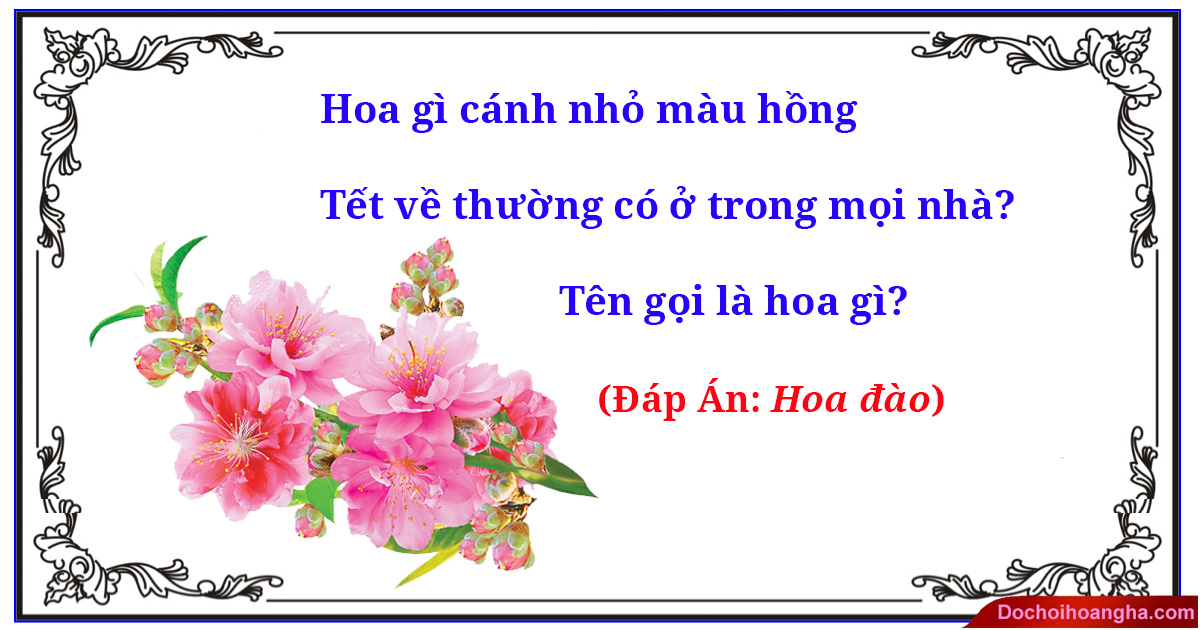 Hoa gì cánh nhỏ màu hồng
Tết về thường có ở trong mọi nhà?
Tên gọi là hoa gì?
(Đáp Án: Hoa đào)
Dochoihoangha.com